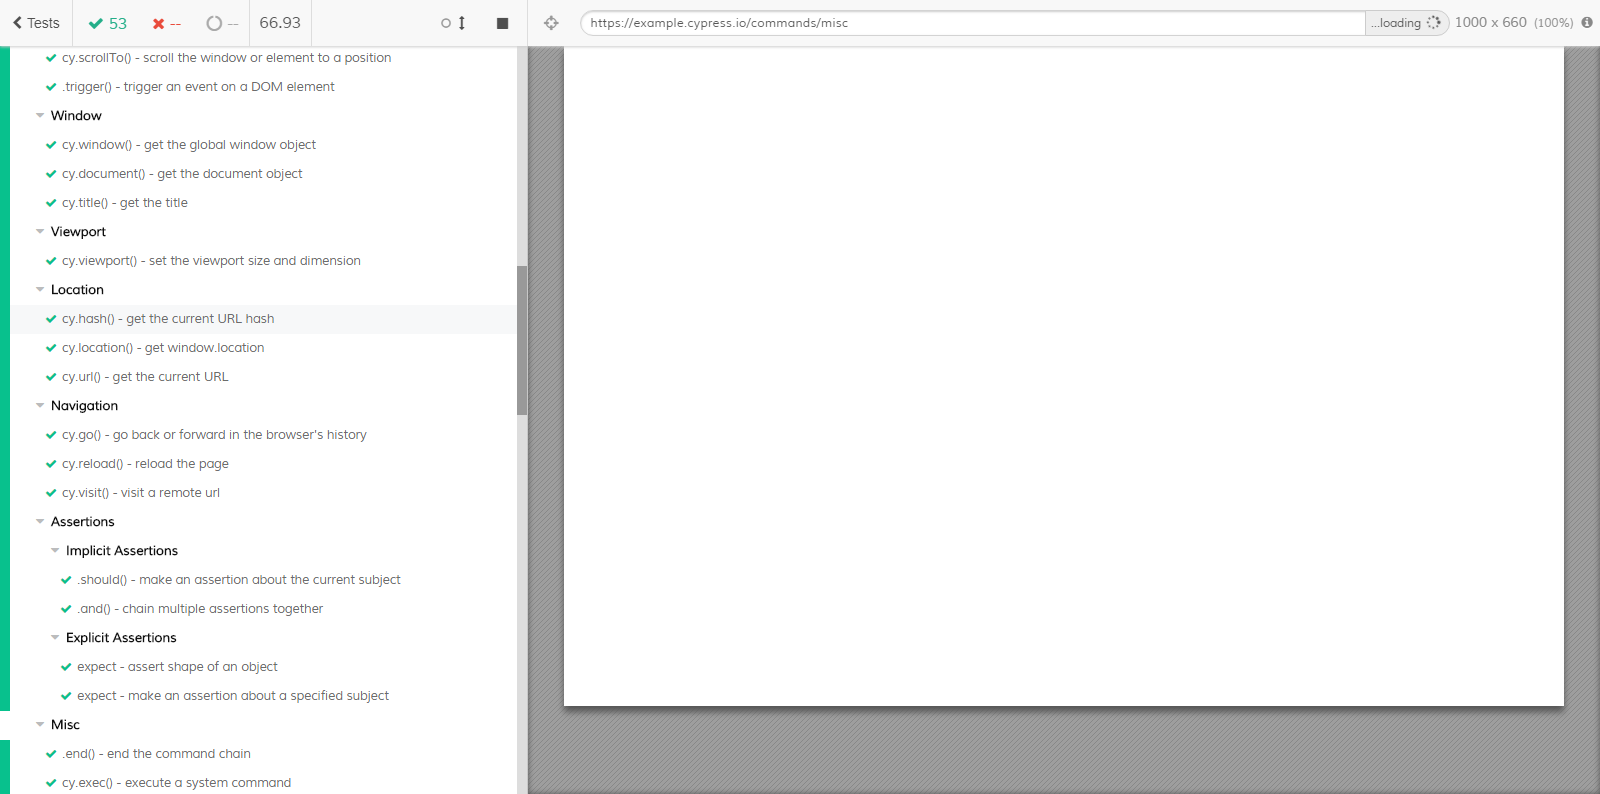 Tests 53 -- -- 66.93
https://example.cypress.io/commands/misc ...loading 1000 x 660 (100%)
cy.scrollTo() - scroll the window or element to a position
.trigger() - trigger an event on a DOM element
Window
cy.window() - get the global window object
cy.document() - get the document object
cy.title() - get the title
Viewport
cy.viewport() - set the viewport size and dimension
Location
cy.hash() - get the current URL hash
cy.location() - get window.location
cy.url() - get the current URL
Navigation
cy.go() - go back or forward in the browser's history
cy.reload() - reload the page
cy.visit() - visit a remote url
Assertions
Implicit Assertions
.should() - make an assertion about the current subject
.and() - chain multiple assertions together
Explicit Assertions
expect - assert shape of an object
expect - make an assertion about a specified subject
Misc
.end() - end the command chain
cy.exec() - execute a system command